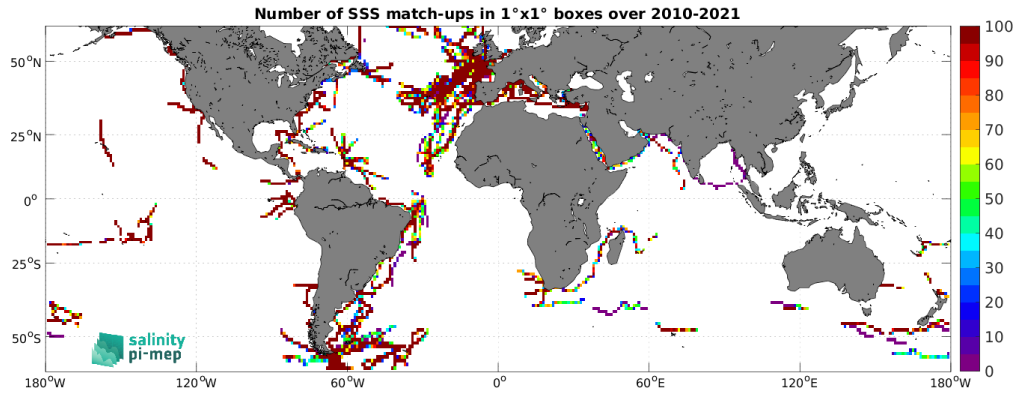 Number of SSS match-ups in 1°x1° boxes over 2010-2021
50°N
25°N
0°
25°S
50°S
180°W
120°W
60°W
0°
60°E
120°E
180°W
100
90
80
70
60
50
40
30
20
10
0
salinity
pi-mep